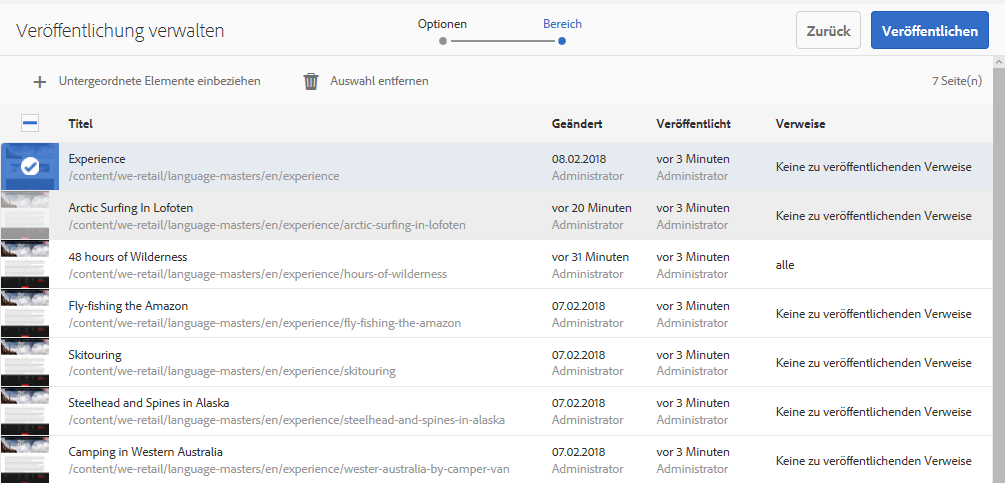 Veröffentlichung verwalten
Optionen
Bereich
Zurück
Veröffentlichen
Untergeordnete Elemente einbeziehen
Auswahl entfernen
7 Seite(n)
Titel
Geändert
Veröffentlicht
Verweise
Experience
08.02.2018
vor 3 Minuten
Keine zu veröffentlichenden Verweise
/content/we-retail/language-masters/en/experience
Administrator
Administrator
Arctic Surfing In Lofoten
vor 20 Minuten
vor 3 Minuten
Keine zu veröffentlichenden Verweise
/content/we-retail/language-masters/en/experience/arctic-surfing-in-lofoten
Administrator
Administrator
48 hours of Wilderness
vor 31 Minuten
vor 3 Minuten
alle
/content/we-retail/language-masters/en/experience/hours-of-wilderness
Administrator
Administrator
Fly-fishing the Amazon
07.02.2018
vor 3 Minuten
Keine zu veröffentlichenden Verweise
/content/we-retail/language-masters/en/experience/fly-fishing-the-amazon
Administrator
Administrator
Skitouring
07.02.2018
vor 3 Minuten
Keine zu veröffentlichenden Verweise
/content/we-retail/language-masters/en/experience/skitouring
Administrator
Administrator
Steelhead and Spines in Alaska
07.02.2018
vor 3 Minuten
Keine zu veröffentlichenden Verweise
/content/we-retail/language-masters/en/experience/steelhead-and-spines-in-alaska
Administrator
Administrator
Camping in Western Australia
07.02.2018
vor 3 Minuten
Keine zu veröffentlichenden Verweise
/content/we-retail/language-masters/en/experience/wester-australia-by-camper-van
Administrator
Administrator